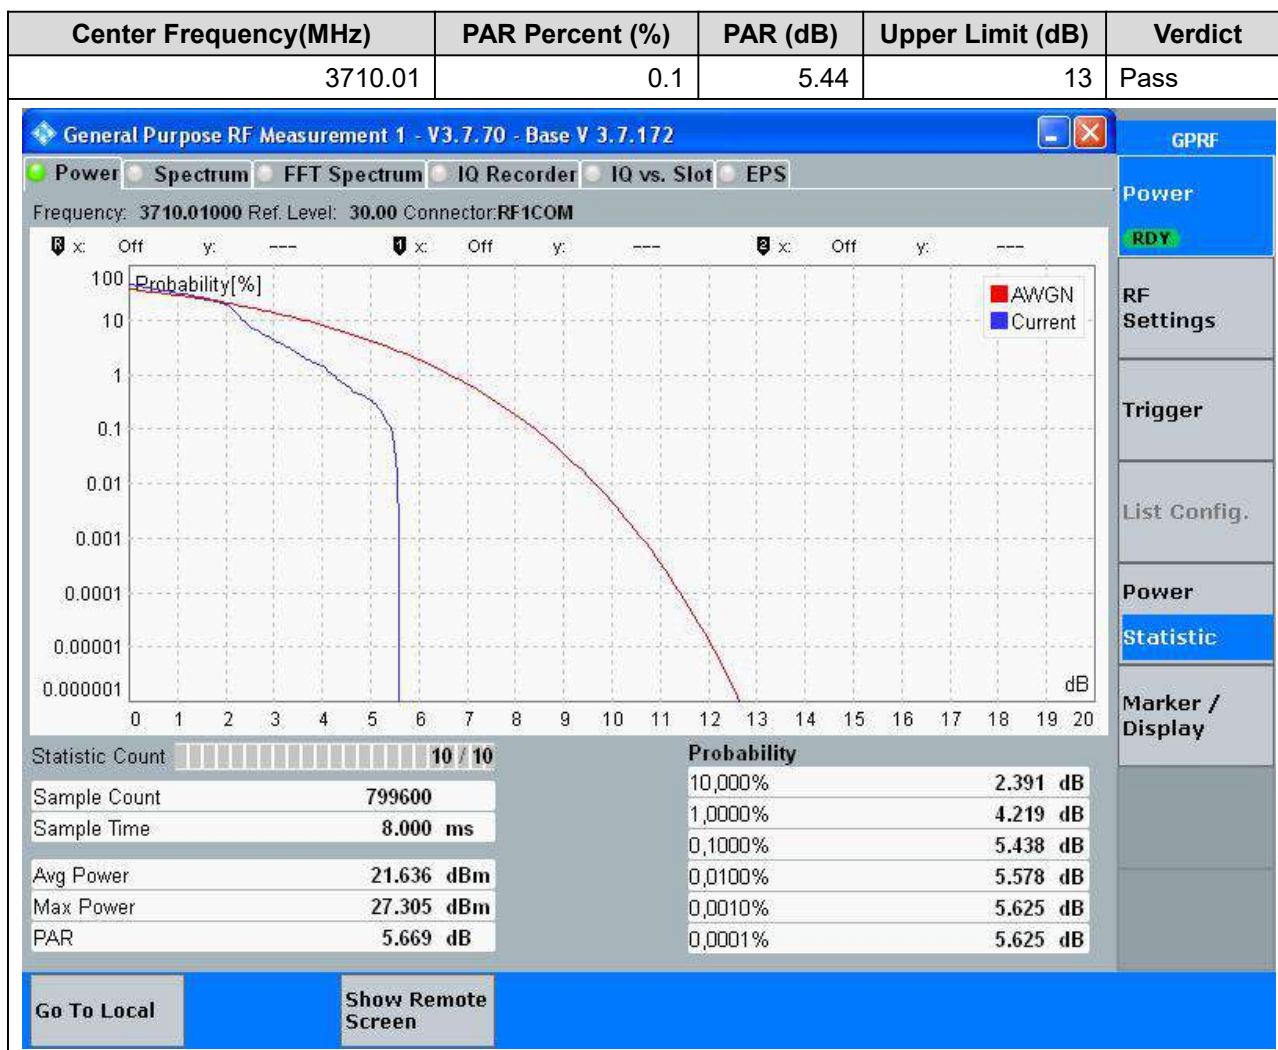 Center Frequency(MHz) PAR Percent (%) PAR (dB) Upper Limit (dB) Verdict
3710.01 0.1 5.44 13 Pass
General Purpose RF Measurement 1 - V3.7.70 - Base V 3.7.172
GPRF
Power Spectrum FFT Spectrum IQ Recorder IQ vs. Slot EPS
Frequency: 3710.01000 Ref. Level: 30.00 Connector:RF1COM
R x: Off y: --- 1 x: Off y: --- 2 x: Off y: ---
Power
RDY
RF
Settings
Trigger
List Config.
Power
Statistic
Marker /
Display
Probability[%]
AWGN
Current
100
10
1
0.1
0.01
0.001
0.0001
0.00001
0.000001
dB
0 1 2 3 4 5 6 7 8 9 10 11 12 13 14 15 16 17 18 19 20
Statistic Count 10 / 10
Sample Count 799600
Sample Time 8.000 ms
Avg Power 21.636 dBm
Max Power 27.305 dBm
PAR 5.669 dB
Probability
10,000% 2.391 dB
1,0000% 4.219 dB
0,1000% 5.438 dB
0,0100% 5.578 dB
0,0010% 5.625 dB
0,0001% 5.625 dB
Go To Local
Show Remote
Screen